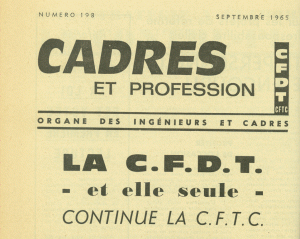 NUMERO 198 SEPTEMBRE 1965
CADRES
ET PROFESSION
CFDT
CFTC
ORGANE DES INGÉNIEURS ET CADRES
LA C.F.D.T.
- et elle seule -
CONTINUE LA C.F.T.C.